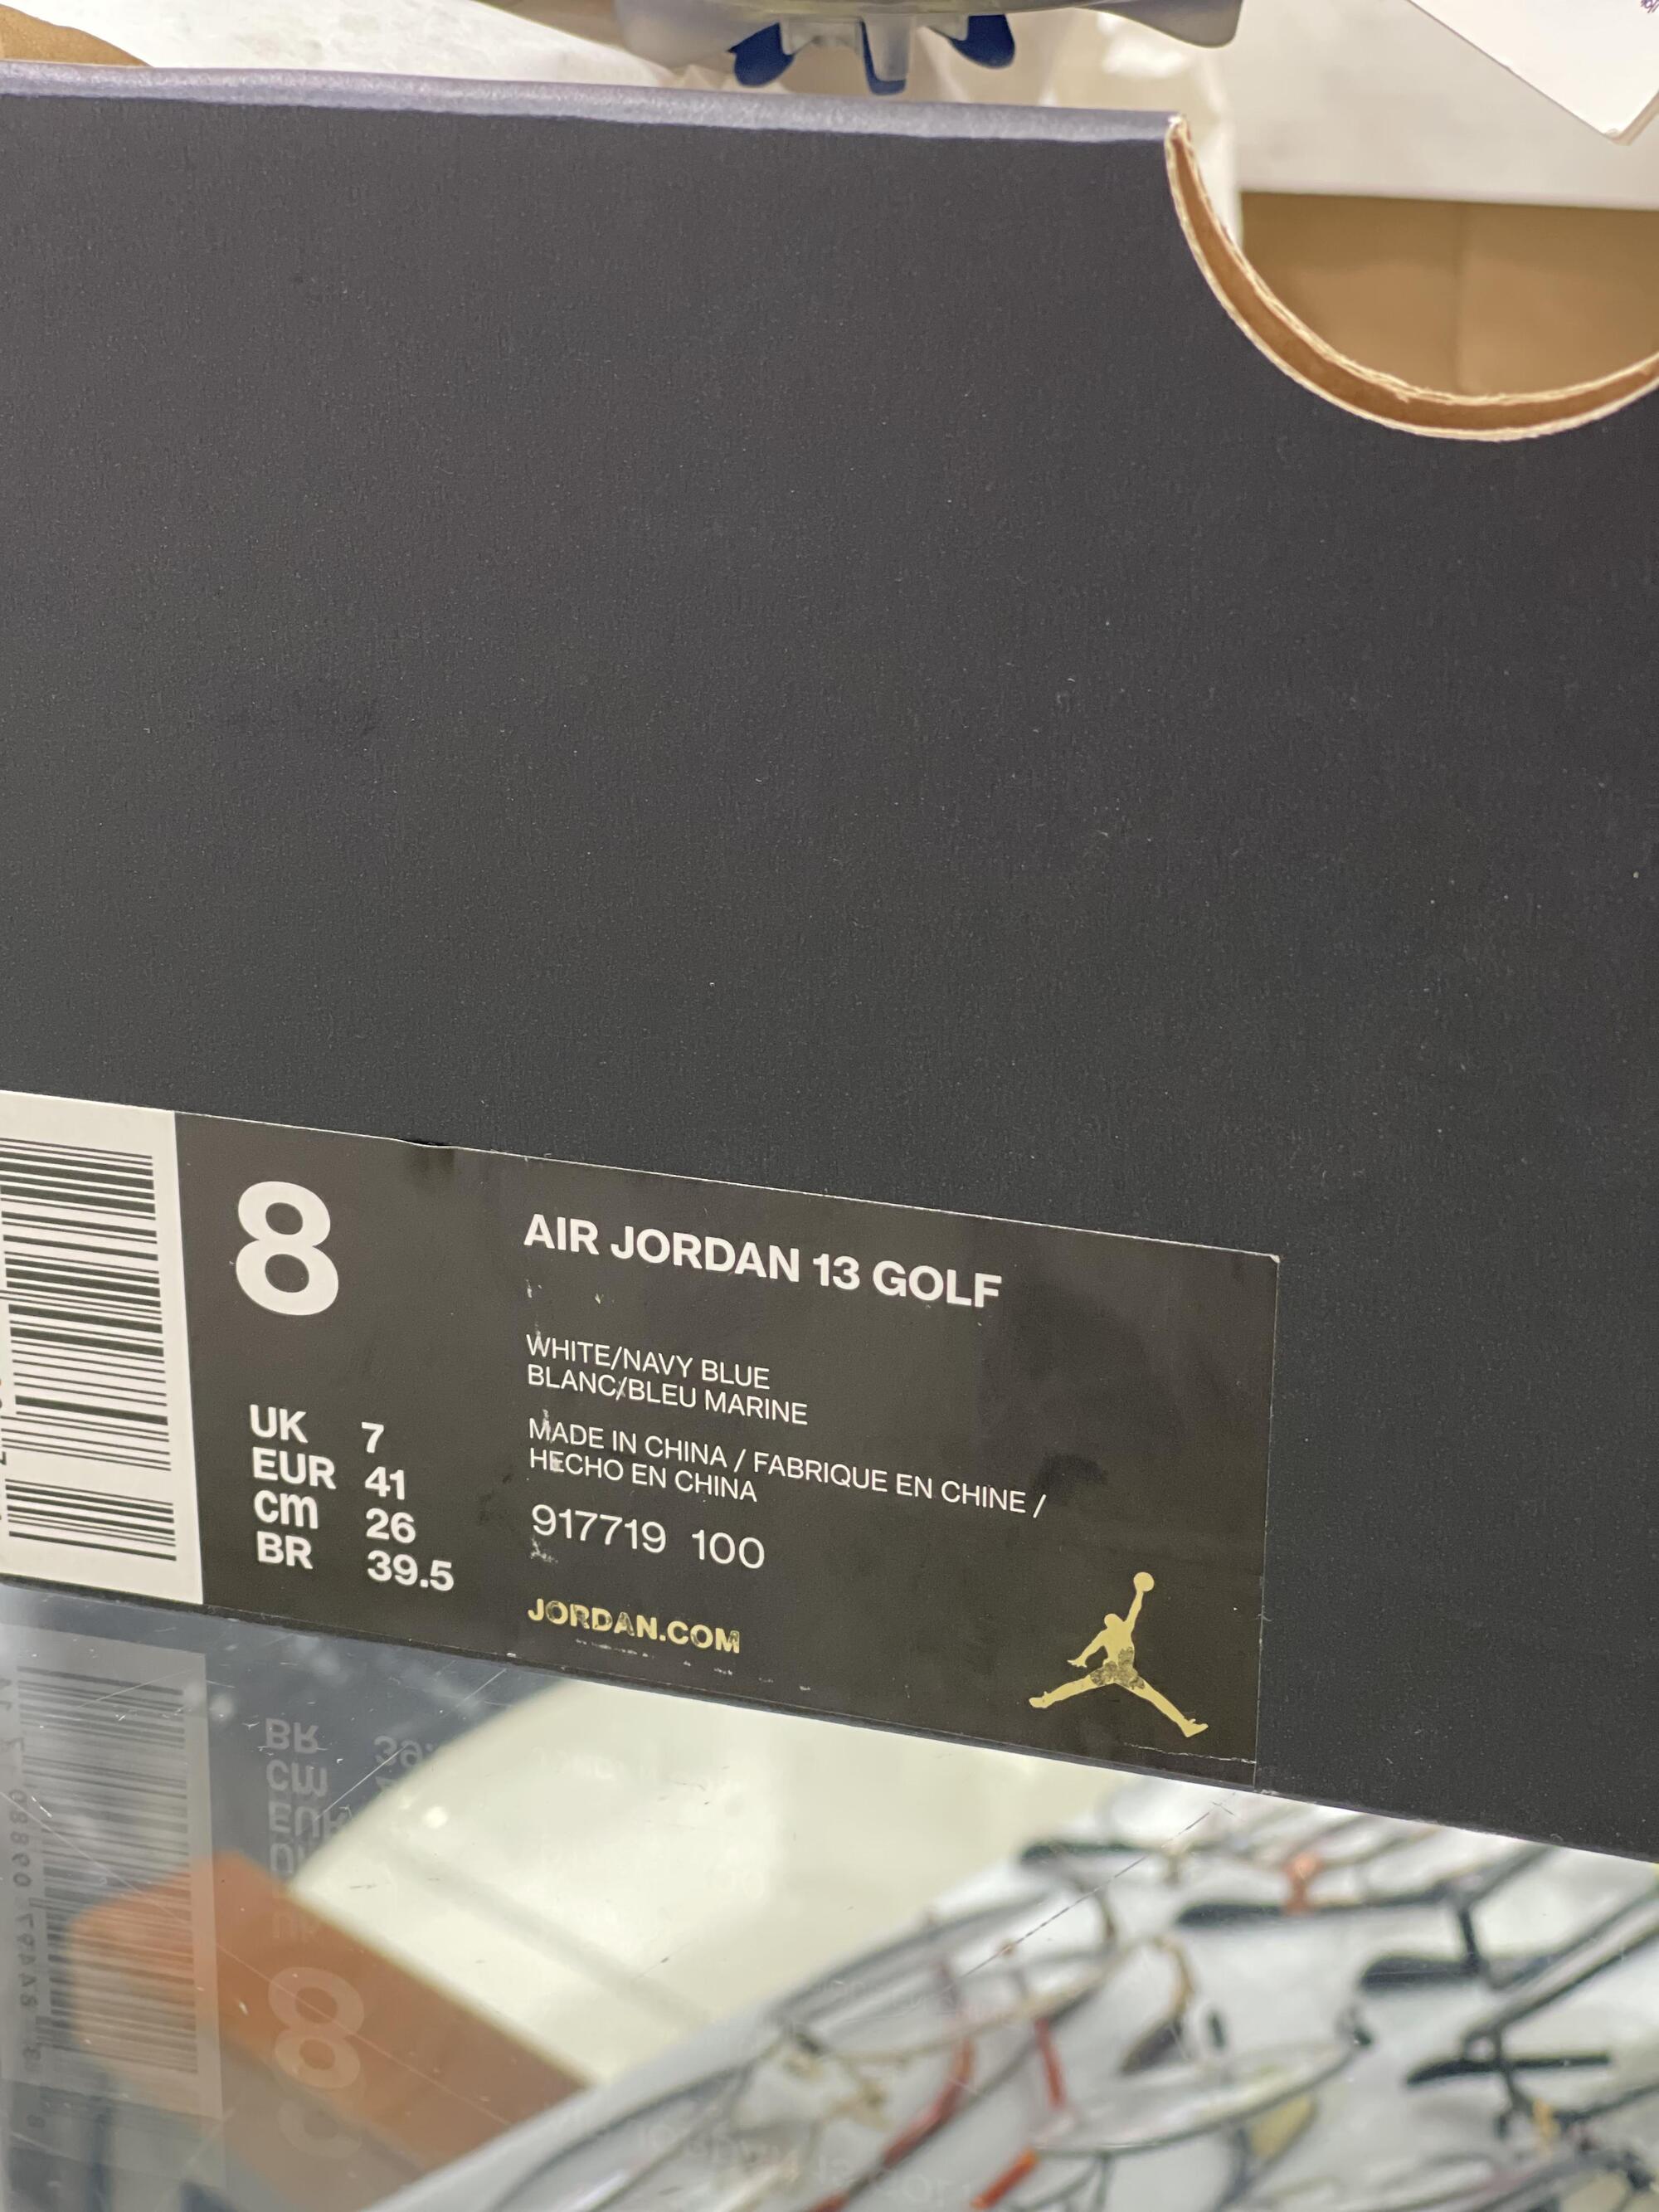 8
UK 7
EUR 41
cm 26
BR 39.5
AIR JORDAN 13 GOLF
WHITE/NAVY BLUE
BLANC/BLEU MARINE
MADE IN CHINA / FABRIQUE EN CHINE /
HECHO EN CHINA
917719 100
JORDAN.COM